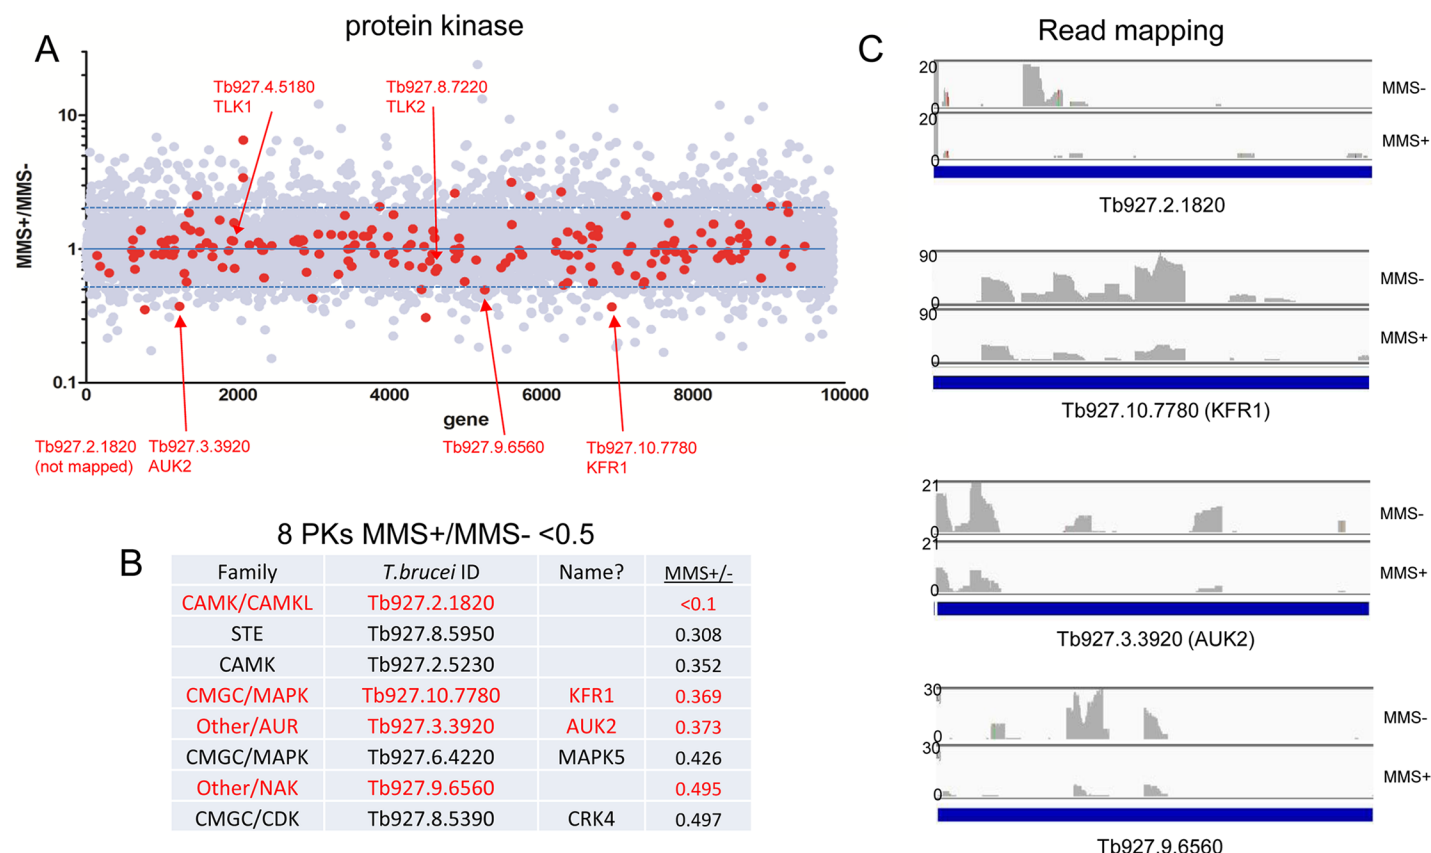 protein kinase
A
Tb927.4.5180
TLK1
Tb927.8.7220
TLK2
10
1
0.1
MMS+/MMS-
0 2000 4000 6000 8000 10000
gene
Tb927.2.1820
(not mapped)
Tb927.3.3920
AUK2
Tb927.9.6560
Tb927.10.7780
KFR1
8 PKs MMS+/MMS- <0.5
B
Family T.brucei ID Name? MMS+/-
CAMK/CAMKL Tb927.2.1820 <0.1
STE Tb927.8.5950 0.308
CAMK Tb927.2.5230 0.352
CMGC/MAPK Tb927.10.7780 KFR1 0.369
Other/AUR Tb927.3.3920 AUK2 0.373
CMGC/MAPK Tb927.6.4220 MAPK5 0.426
Other/NAK Tb927.9.6560 0.495
CMGC/CDK Tb927.8.5390 CRK4 0.497
C
Read mapping
20
0
MMS-
20
0
MMS+
Tb927.2.1820
90
0
MMS-
90
0
MMS+
Tb927.10.7780 (KFR1)
21
0
MMS-
21
0
MMS+
Tb927.3.3920 (AUK2)
30
0
MMS-
30
0
MMS+
Tb927.9.6560